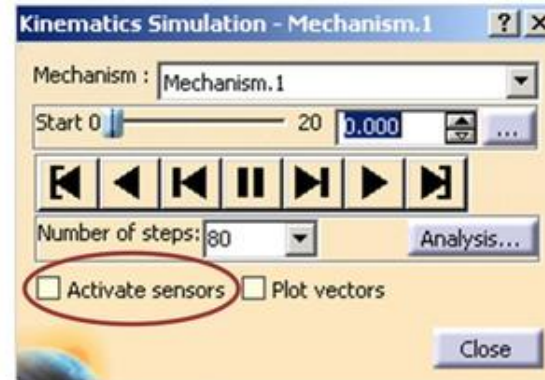 Kinematics Simulation - Mechanism.1 ? X
Mechanism : Mechanism.1
Start 0 20 0.000 ...
Number of steps: 80 Analysis...
Activate sensors Plot vectors
Close